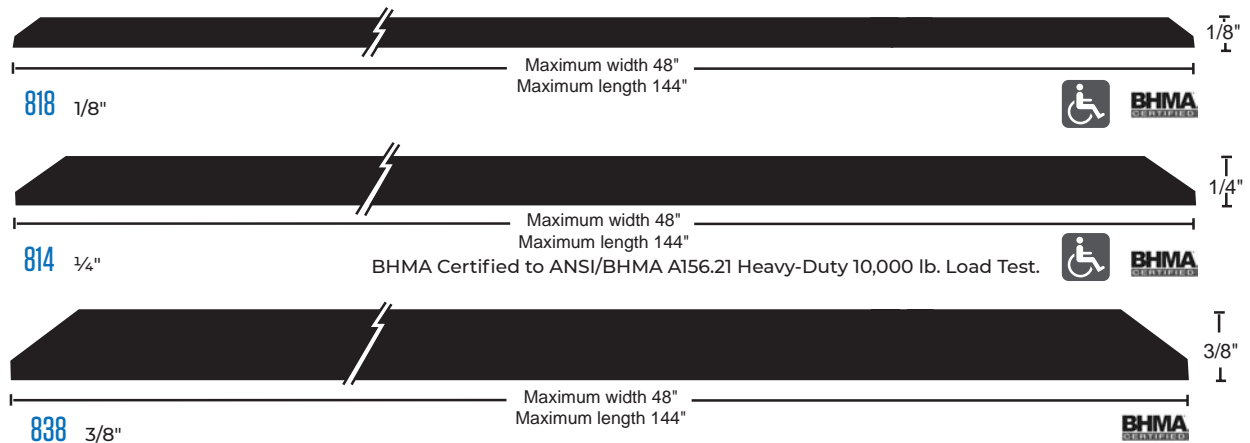 1/8"
Maximum width 48"
Maximum length 144"
818 1/8"
BHMA
CERTIFIED
1/4"
Maximum width 48"
Maximum length 144"
814 ¼"
BHMA Certified to ANSI/BHMA A156.21 Heavy-Duty 10,000 lb. Load Test.
BHMA
CERTIFIED
3/8"
Maximum width 48"
Maximum length 144"
838 3/8"
BHMA
CERTIFIED